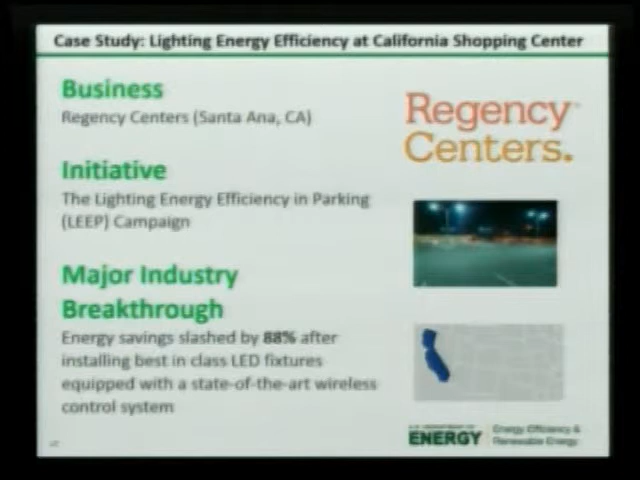 Case Study: Lighting Energy Efficiency at California Shopping Center
Business
Regency Centers (Santa Ana, CA)
Initiative
The Lighting Energy Efficiency in Parking
(LEEP) Campaign
Major Industry
Breakthrough
Energy savings slashed by 88% after
installing best in class LED fixtures
equipped with a state-of-the-art wireless
control system
Regency
Centers.
U.S. DEPARTMENT OF
ENERGY
Energy Efficiency &
Renewable Energy